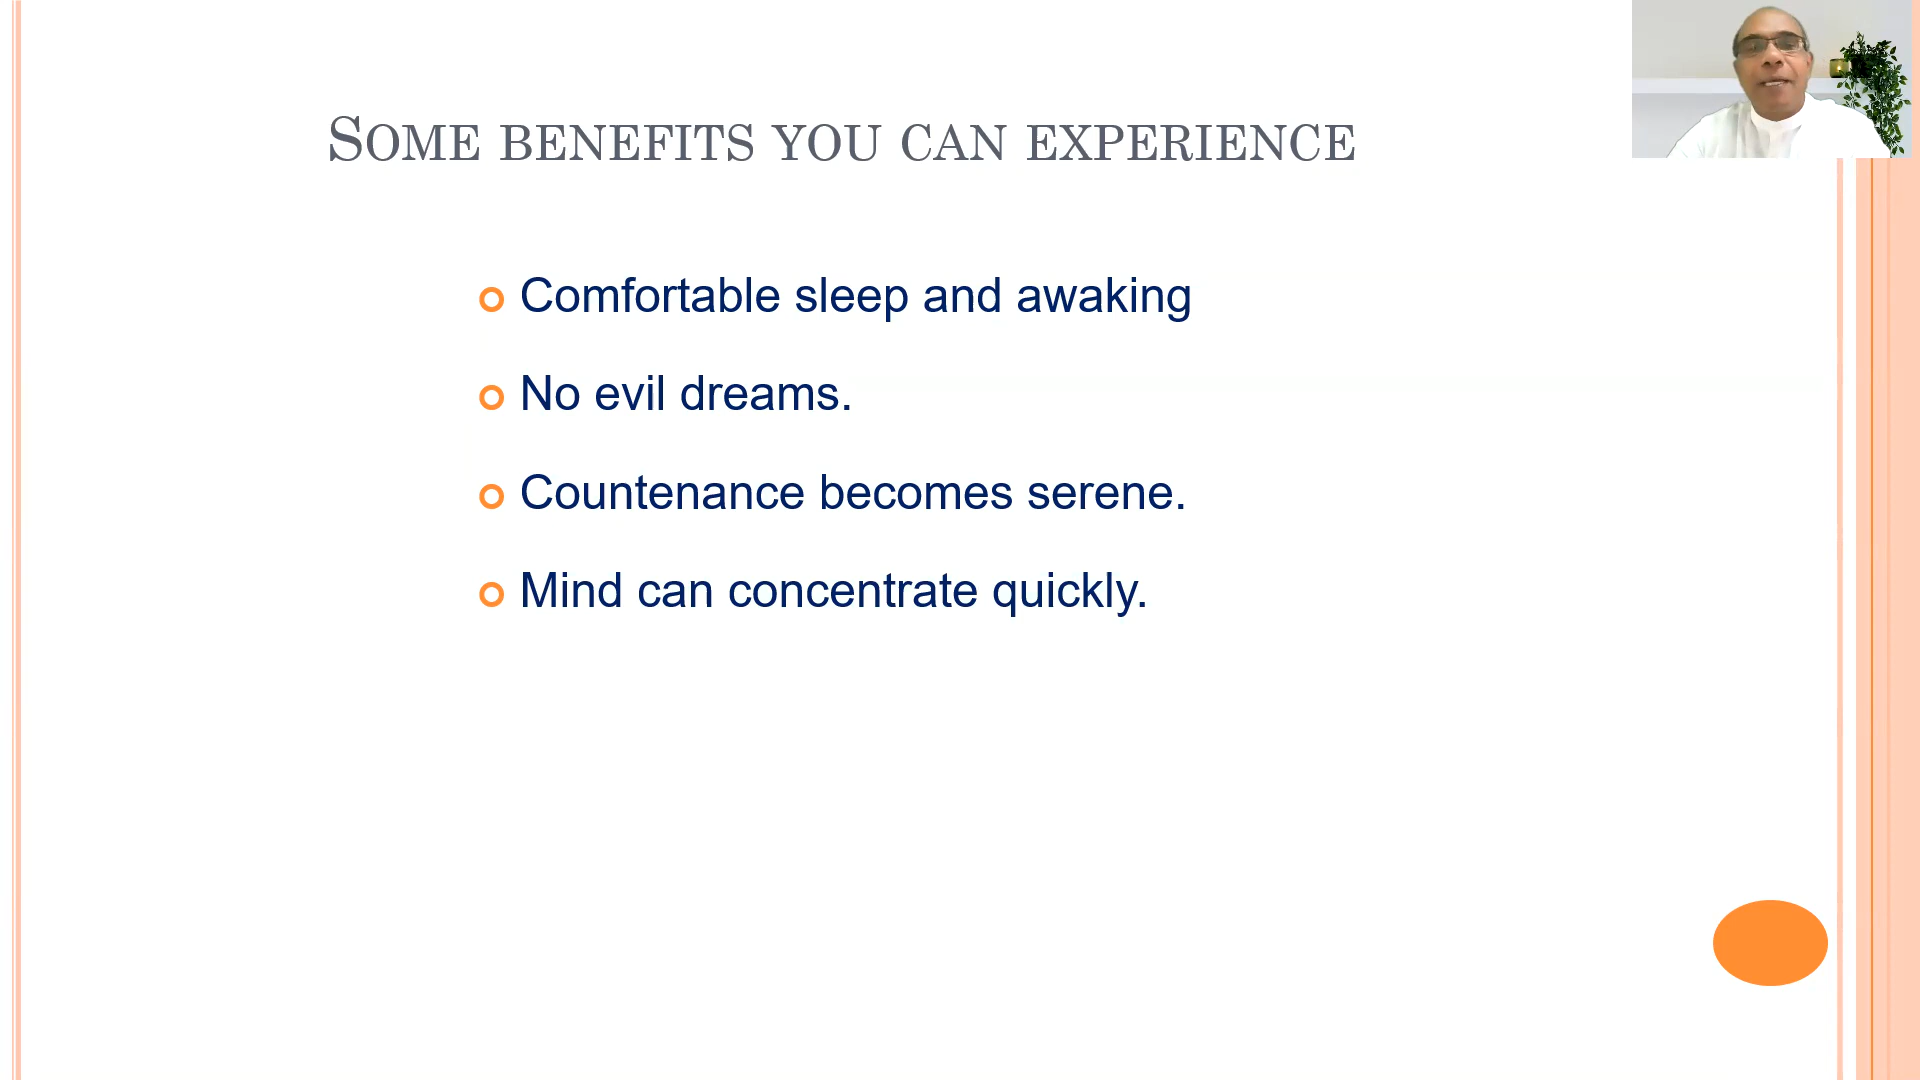 Some benefits you can experience
Comfortable sleep and awaking
No evil dreams.
Countenance becomes serene.
Mind can concentrate quickly.